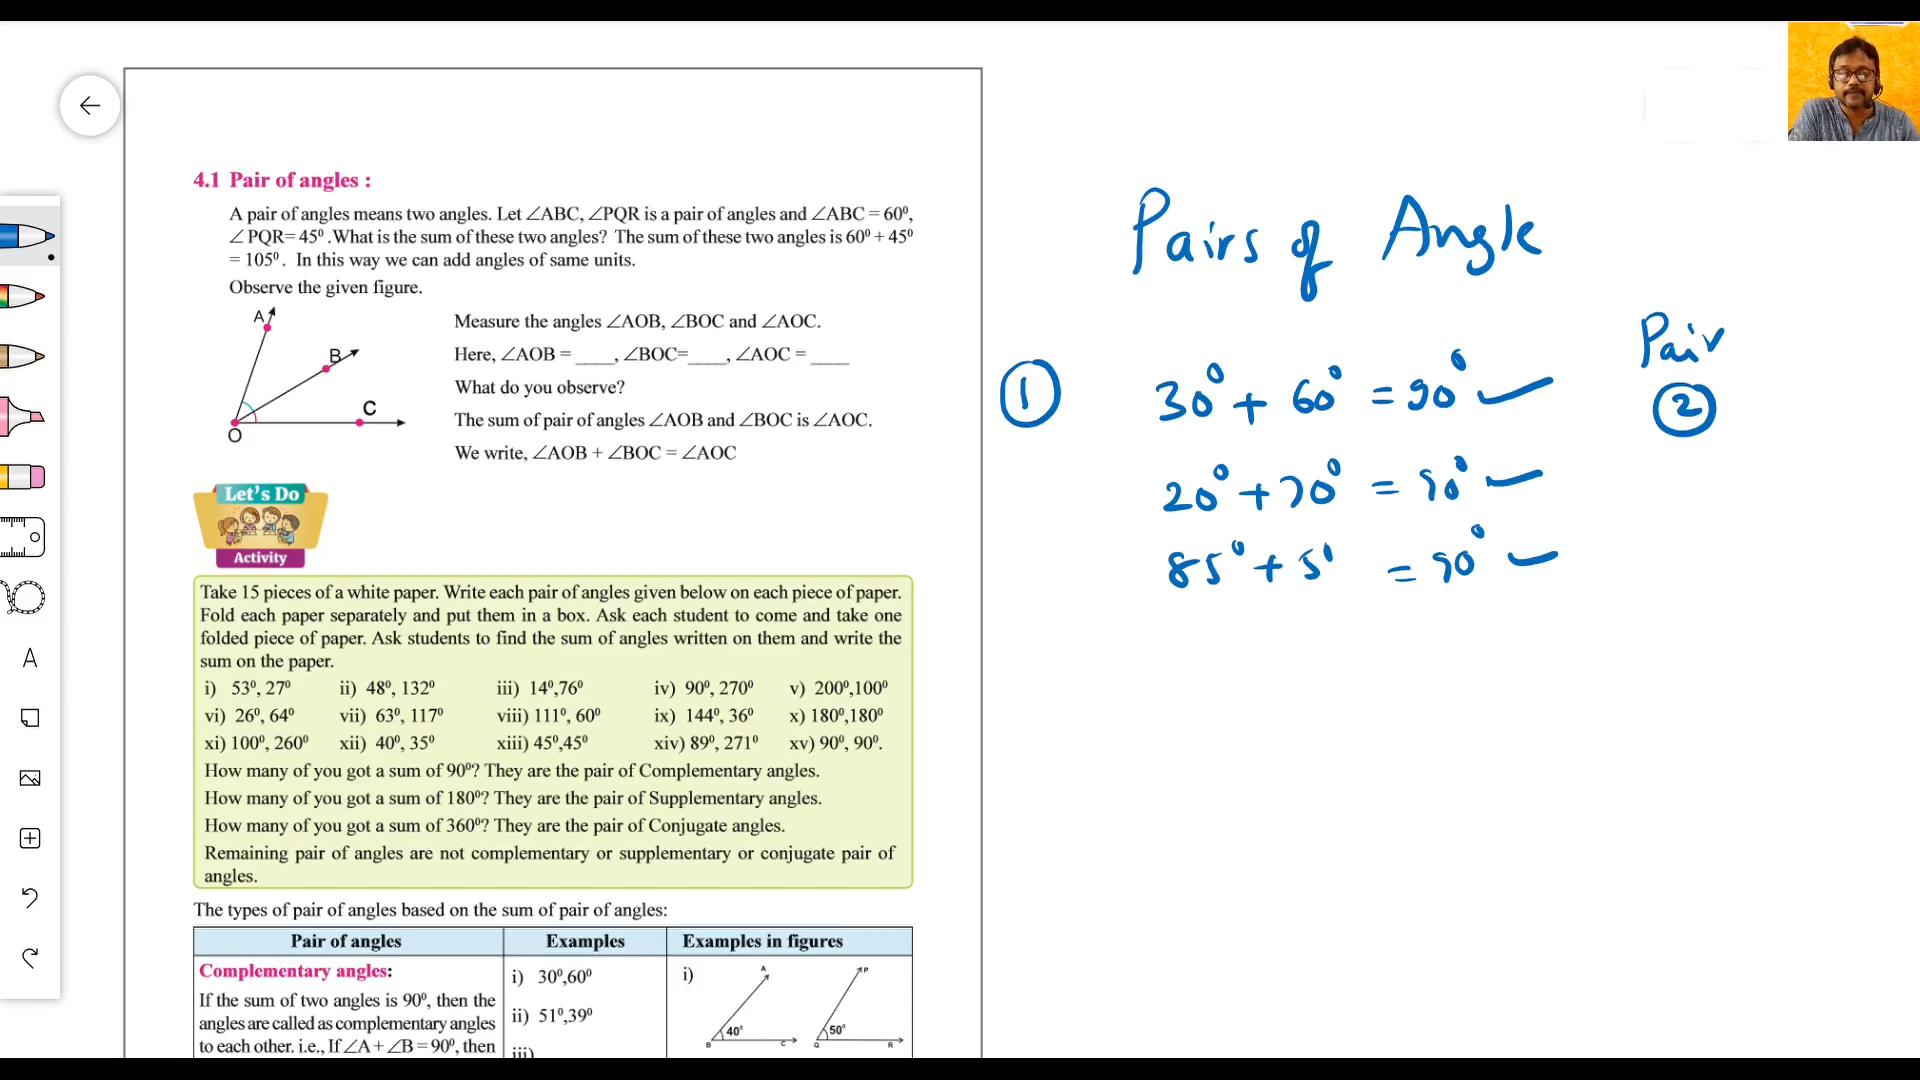 4.1 Pair of angles :
A pair of angles means two angles. Let ∠ABC, ∠PQR is a pair of angles and ∠ABC = 60⁰,
∠ PQR= 45⁰ .What is the sum of these two angles? The sum of these two angles is 60⁰ + 45⁰
= 105⁰. In this way we can add angles of same units.
Observe the given figure.
A
B
C
O
Measure the angles ∠AOB, ∠BOC and ∠AOC.
Here, ∠AOB = ____, ∠BOC=____, ∠AOC = ____
What do you observe?
The sum of pair of angles ∠AOB and ∠BOC is ∠AOC.
We write, ∠AOB + ∠BOC = ∠AOC
Let's Do
Activity
Take 15 pieces of a white paper. Write each pair of angles given below on each piece of paper.
Fold each paper separately and put them in a box. Ask each student to come and take one
folded piece of paper. Ask students to find the sum of angles written on them and write the
sum on the paper.
i) 53⁰, 27⁰ ii) 48⁰, 132⁰ iii) 14⁰,76⁰ iv) 90⁰, 270⁰ v) 200⁰,100⁰
vi) 26⁰, 64⁰ vii) 63⁰, 117⁰ viii) 111⁰, 60⁰ ix) 144⁰, 36⁰ x) 180⁰,180⁰
xi) 100⁰, 260⁰ xii) 40⁰, 35⁰ xiii) 45⁰,45⁰ xiv) 89⁰, 271⁰ xv) 90⁰, 90⁰.
How many of you got a sum of 90⁰? They are the pair of Complementary angles.
How many of you got a sum of 180⁰? They are the pair of Supplementary angles.
How many of you got a sum of 360⁰? They are the pair of Conjugate angles.
Remaining pair of angles are not complementary or supplementary or conjugate pair of
angles.
The types of pair of angles based on the sum of pair of angles:
Pair of angles Examples Examples in figures
Complementary angles:
If the sum of two angles is 90⁰, then the
angles are called as complementary angles
to each other. i.e., If ∠A + ∠B = 90⁰, then
i) 30⁰,60⁰
ii) 51⁰,39⁰
iii)
i)
A
40°
B C
P
50°
Q R
Pairs of Angle
Pair
① 30⁰ + 60⁰ = 90⁰ ②
20⁰ + 70⁰ = 90⁰
85⁰ + 5⁰ = 90⁰
A